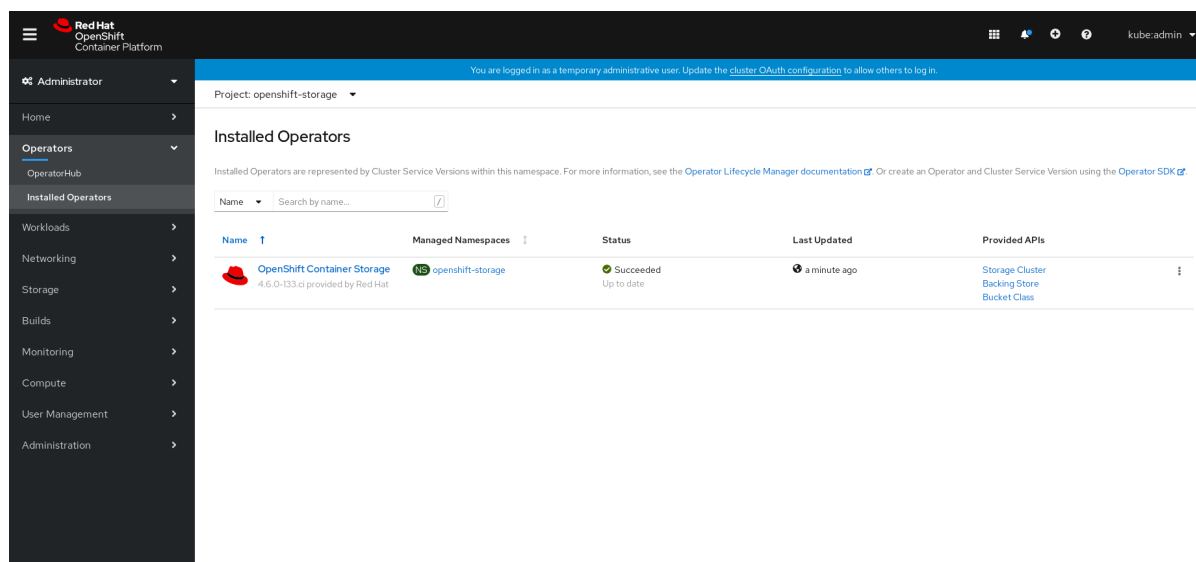 Red Hat
OpenShift
Container Platform
kube:admin
You are logged in as a temporary administrative user. Update the cluster OAuth configuration to allow others to log in.
Administrator
Project: openshift-storage
Home
Operators
OperatorHub
Installed Operators
Workloads
Networking
Storage
Builds
Monitoring
Compute
User Management
Administration
Installed Operators
Installed Operators are represented by Cluster Service Versions within this namespace. For more information, see the Operator Lifecycle Manager documentation. Or create an Operator and Cluster Service Version using the Operator SDK.
Name Search by name... /
Name Managed Namespaces Status Last Updated Provided APIs
OpenShift Container Storage NS openshift-storage Succeeded a minute ago Storage Cluster
4.6.0-133.ci provided by Red Hat Up to date Backing Store
Bucket Class